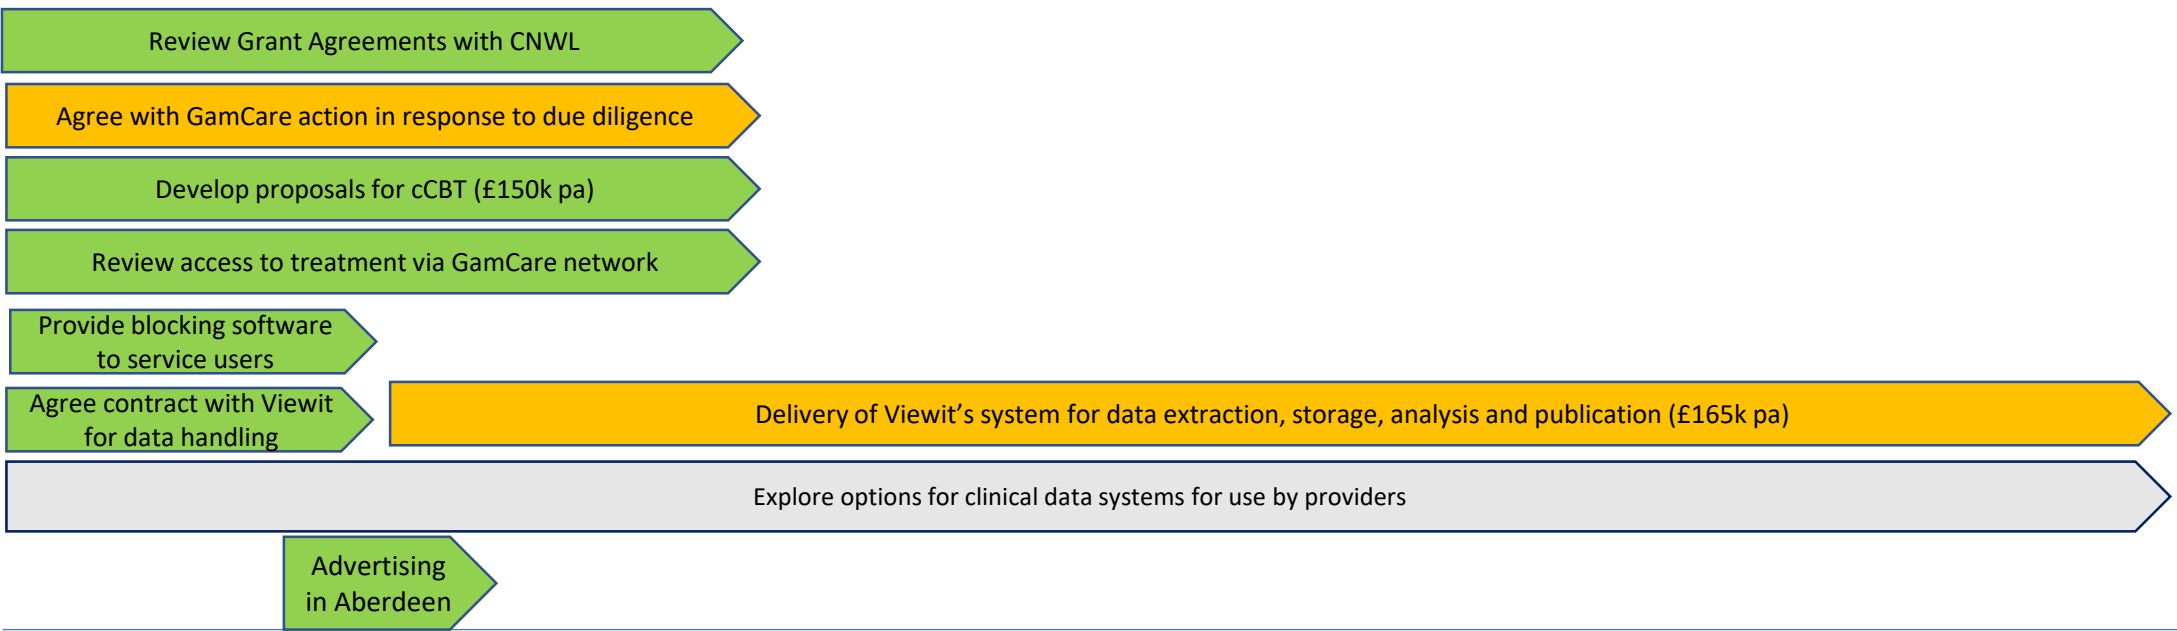 Review Grant Agreements with CNWL
Agree with GamCare action in response to due diligence
Develop proposals for cCBT (£150k pa)
Review access to treatment via GamCare network
Provide blocking software
to service users
Agree contract with Viewit
for data handling
Delivery of Viewit's system for data extraction, storage, analysis and publication (£165k pa)
Explore options for clinical data systems for use by providers
Advertising
in Aberdeen